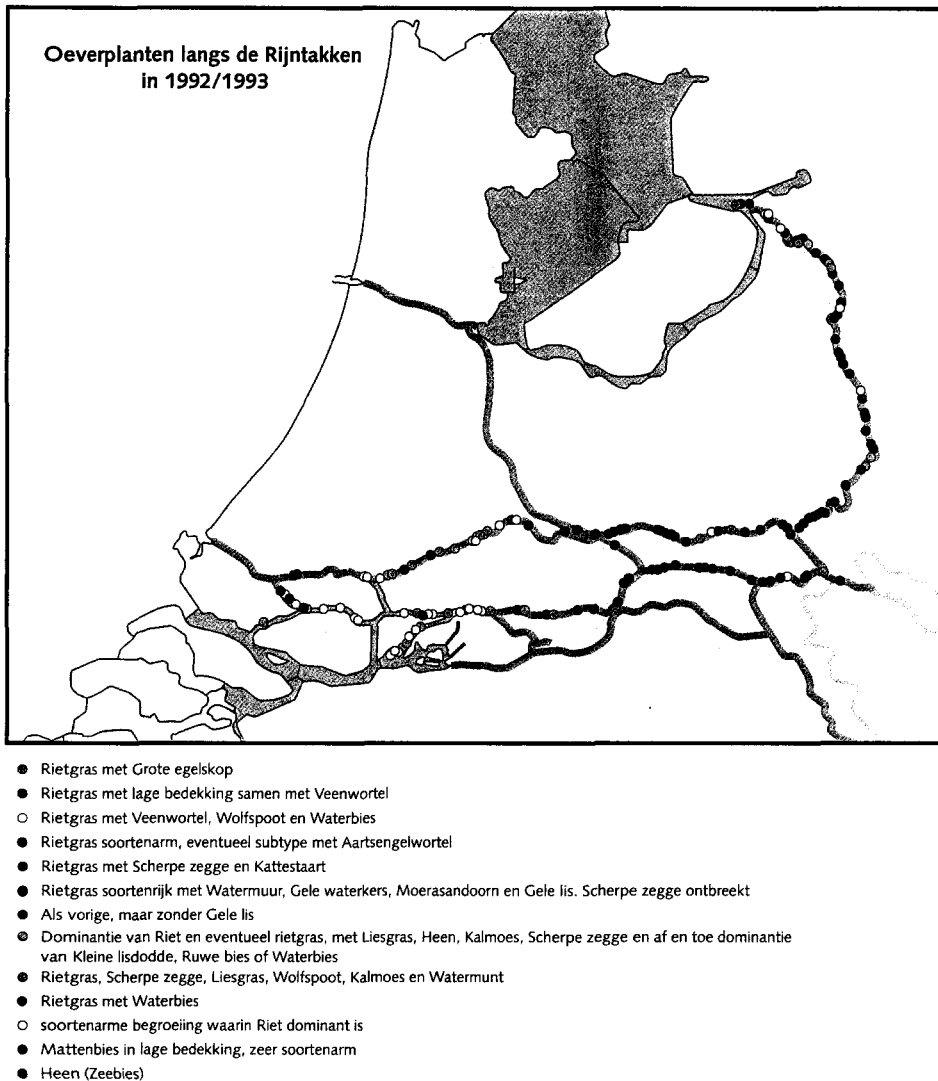 Oeverplanten langs de Rijntakken
in 1992/1993
Rietgras met Grote egelskop
Rietgras met lage bedekking samen met Veenwortel
Rietgras met Veenwortel, Wolfspoot en Waterbies
Rietgras soortenarm, eventueel subtype met Aartsengelwortel
Rietgras met Scherpe zegge en Kattestaart
Rietgras soortenrijk met Watermuur, Gele waterkers, Moerasandoorn en Gele lis. Scherpe zegge ontbreekt
Als vorige, maar zonder Gele lis
Dominantie van Riet en eventueel rietgras, met Liesgras, Heen, Kalmoes, Scherpe zegge en af en toe dominantie
van Kleine lisdodde, Ruwe bies of Waterbies
Rietgras, Scherpe zegge, Liesgras, Wolfspoot, Kalmoes en Watermunt
Rietgras met Waterbies
soortenarme begroeiing waarin Riet dominant is
Mattenbies in lage bedekking, zeer soortenarm
Heen (Zeebies)